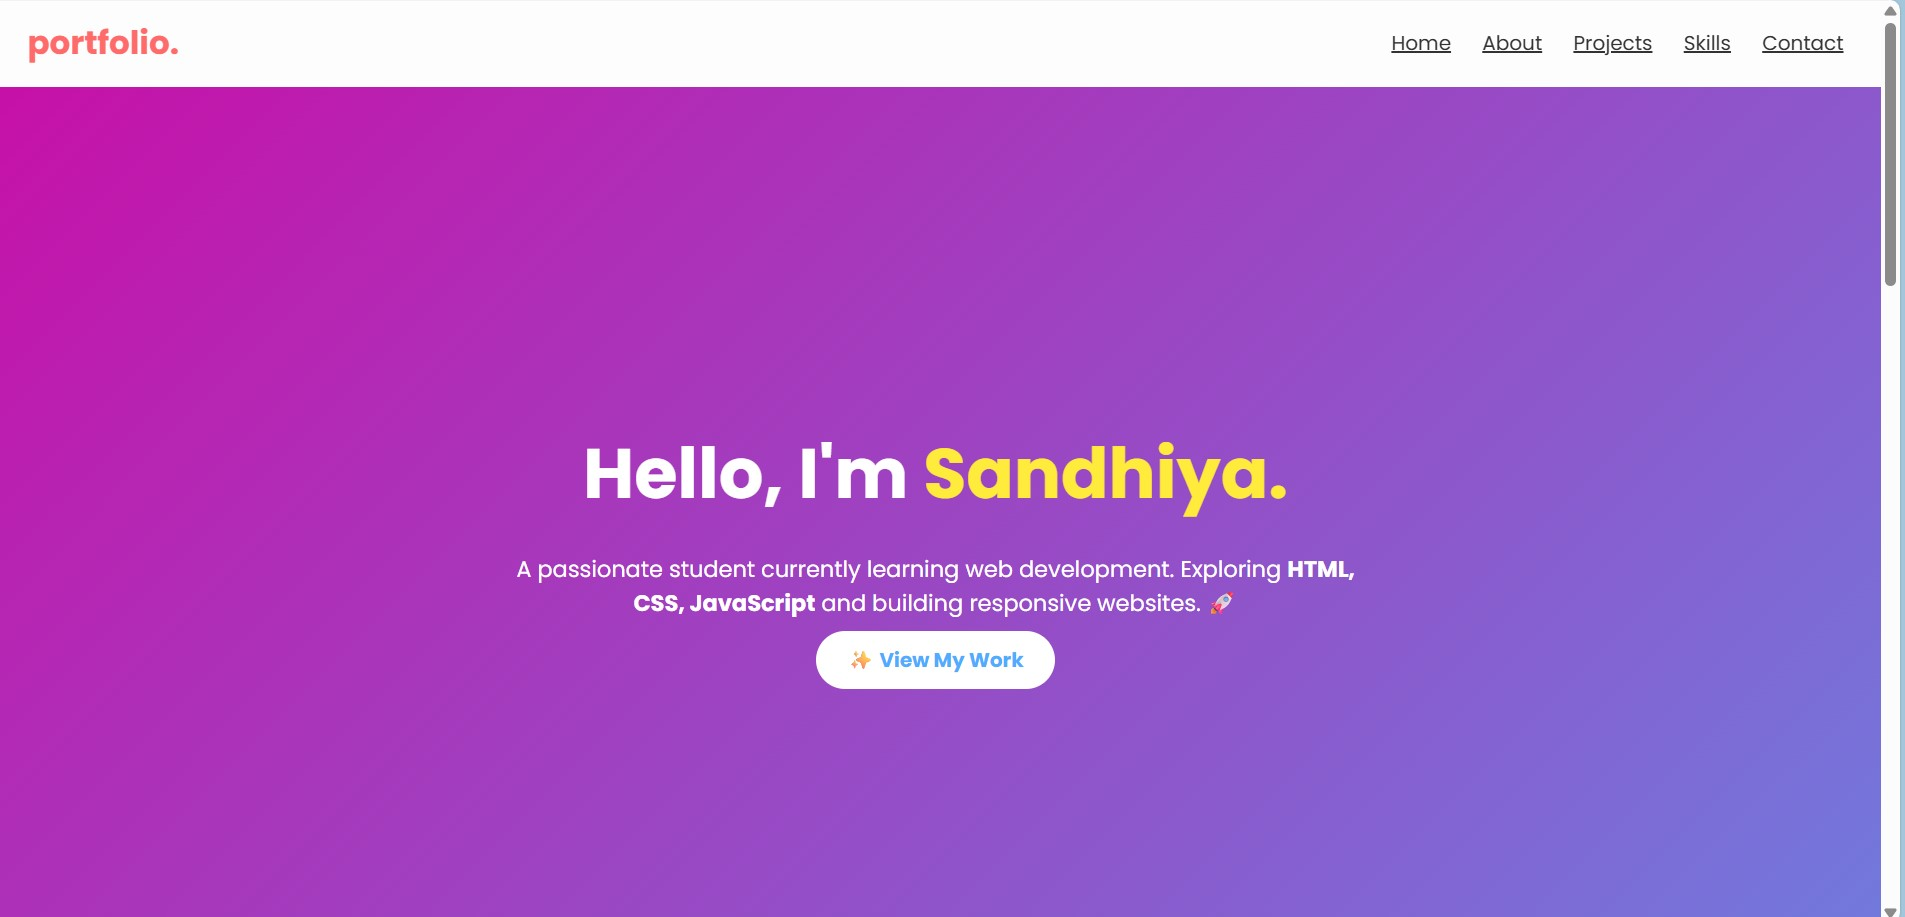 portfolio.
Home About Projects Skills Contact
Hello, I'm Sandhiya.
A passionate student currently learning web development. Exploring HTML,
CSS, JavaScript and building responsive websites. 🚀
✨ View My Work